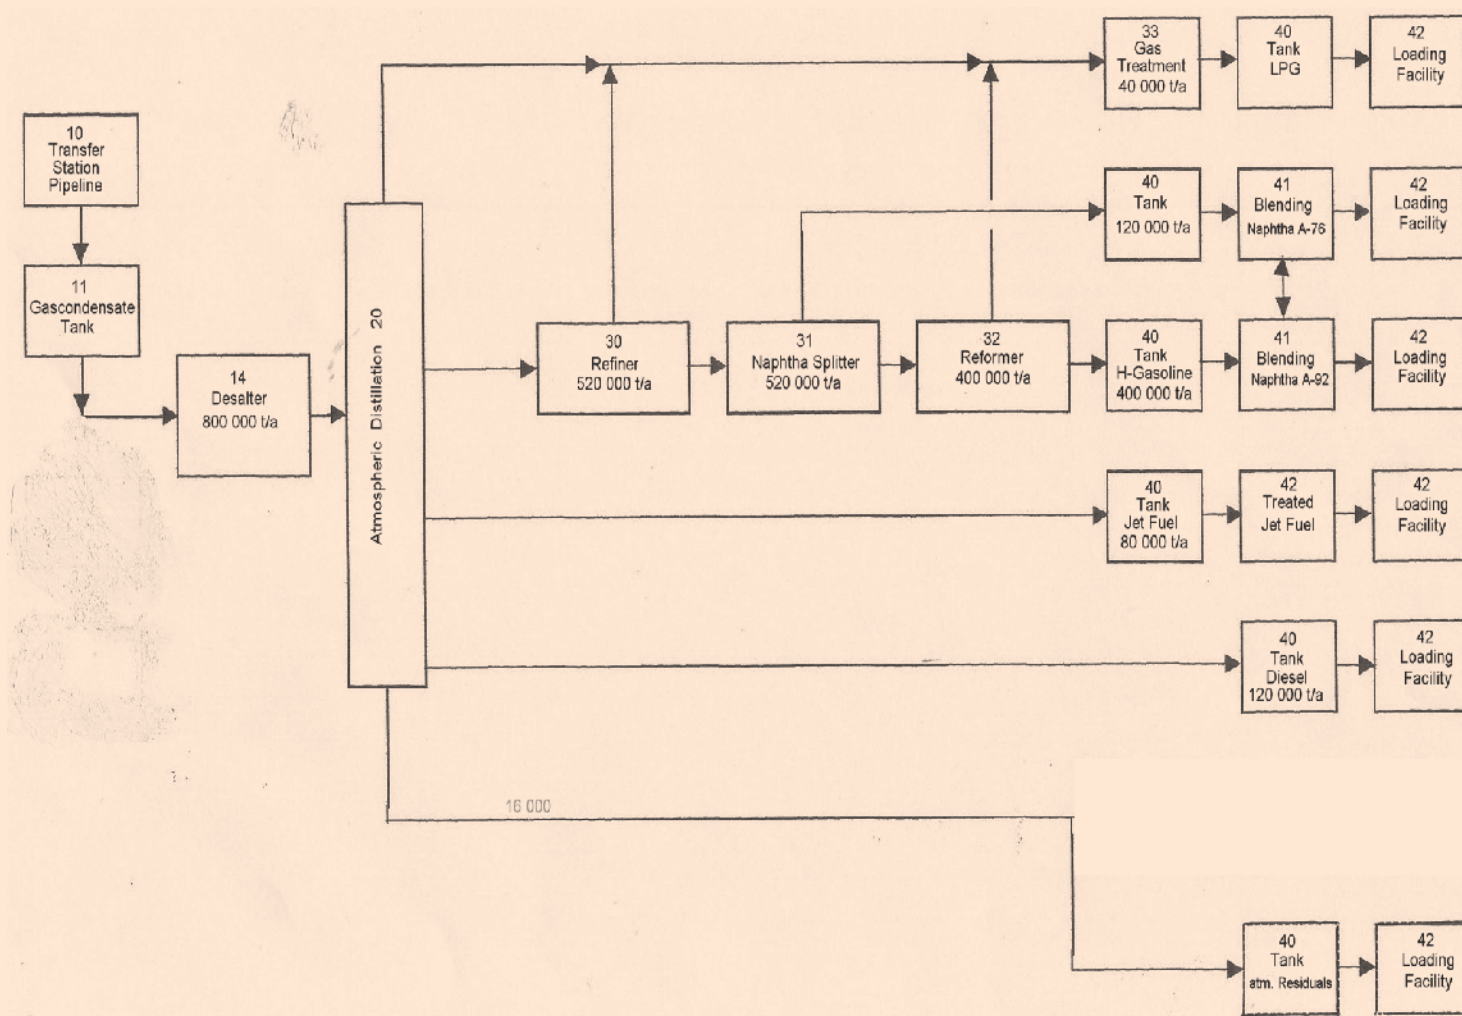 33
Gas
Treatment
40 000 t/a
40
Tank
LPG
42
Loading
Facility
10
Transfer
Station
Pipeline
40
Tank
120 000 t/a
41
Blending
Naphtha A-76
42
Loading
Facility
11
Gascondensate
Tank
14
Desalter
800 000 t/a
Atmospheric Distillation 20
30
Refiner
520 000 t/a
31
Naphtha Splitter
520 000 t/a
32
Reformer
400 000 t/a
40
Tank
H-Gasoline
400 000 t/a
41
Blending
Naphtha A-92
42
Loading
Facility
40
Tank
Jet Fuel
80 000 t/a
42
Treated
Jet Fuel
42
Loading
Facility
40
Tank
Diesel
120 000 t/a
42
Loading
Facility
16 000
40
Tank
atm. Residuals
42
Loading
Facility